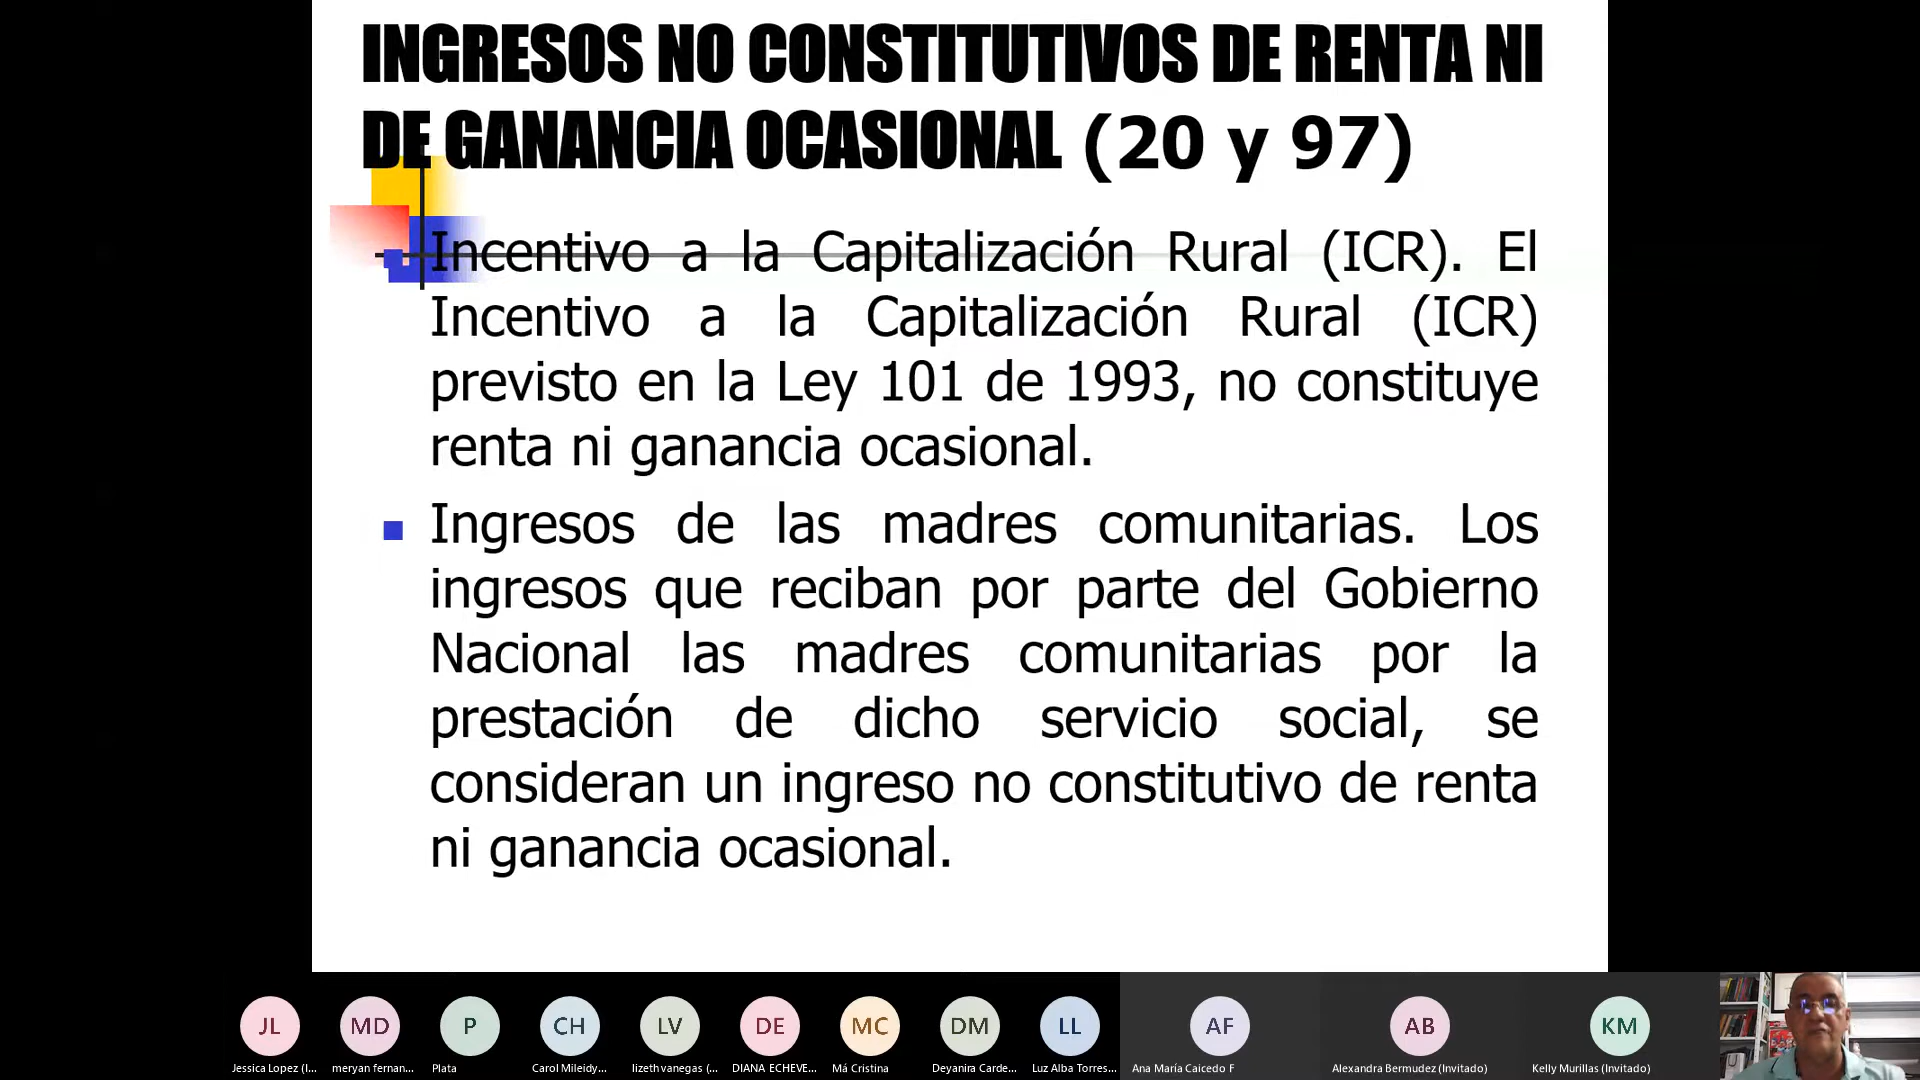 INGRESOS NO CONSTITUTIVOS DE RENTA NI
DE GANANCIA OCASIONAL (20 y 97)
Incentivo a la Capitalización Rural (ICR). El
Incentivo a la Capitalización Rural (ICR)
previsto en la Ley 101 de 1993, no constituye
renta ni ganancia ocasional.
Ingresos de las madres comunitarias. Los
ingresos que reciban por parte del Gobierno
Nacional las madres comunitarias por la
prestación de dicho servicio social, se
consideran un ingreso no constitutivo de renta
ni ganancia ocasional.
JL MD P CH LV DE MC DM LL AF AB KM
Jessica Lopez (I... meryan fernan... Plata Carol Mileidy... lizeth vanegas (... DIANA ECHEVE... Má Cristina Deyanira Carde... Luz Alba Torres... Ana María Caicedo F Alexandra Bermudez (Invitado) Kelly Murillas (Invitado)